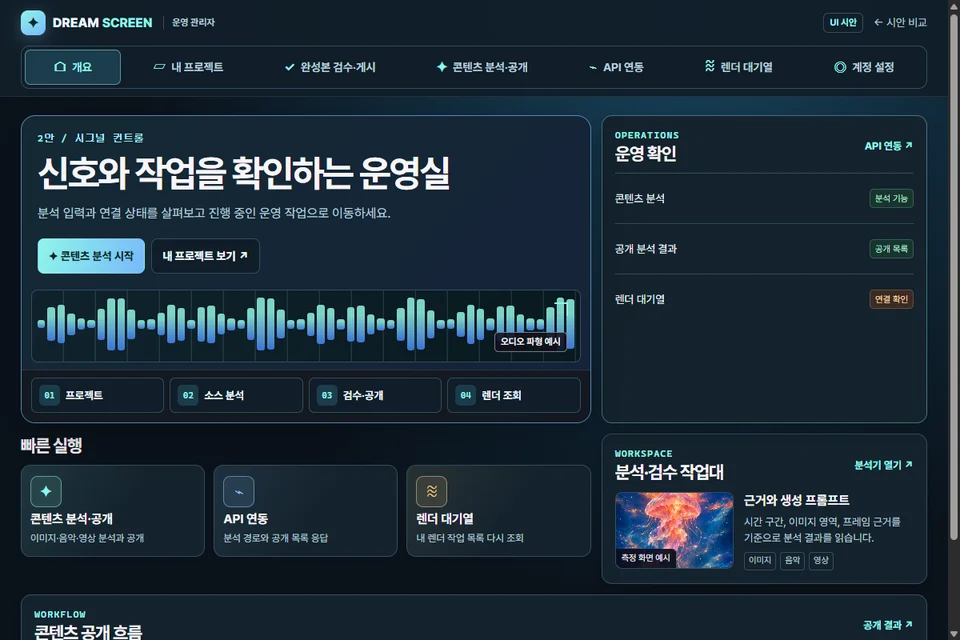 DREAM SCREEN
운영 관리자
UI 시안
← 시안 비교
개요
내 프로젝트
완성본 검수·게시
콘텐츠 분석·공개
API 연동
렌더 대기열
계정 설정
2안 / 시그널 컨트롤
신호와 작업을 확인하는 운영실
분석 입력과 연결 상태를 살펴보고 진행 중인 운영 작업으로 이동하세요.
✦ 콘텐츠 분석 시작
내 프로젝트 보기 ↗
오디오 파형 예시
01 프로젝트
02 소스 분석
03 검수·공개
04 렌더 조회
OPERATIONS
운영 확인
API 연동 ↗
콘텐츠 분석
분석 기능
공개 분석 결과
공개 목록
렌더 대기열
연결 확인
빠른 실행
콘텐츠 분석·공개
이미지·음악·영상 분석과 공개
API 연동
분석 경로와 공개 목록 응답
렌더 대기열
내 렌더 작업 목록 다시 조회
WORKSPACE
분석·검수 작업대
분석기 열기 ↗
측정 화면 예시
근거와 생성 프롬프트
시간 구간, 이미지 영역, 프레임 근거를
기준으로 분석 결과를 읽습니다.
이미지
음악
영상
WORKFLOW
콘텐츠 공개 흐름
공개 결과 ↗